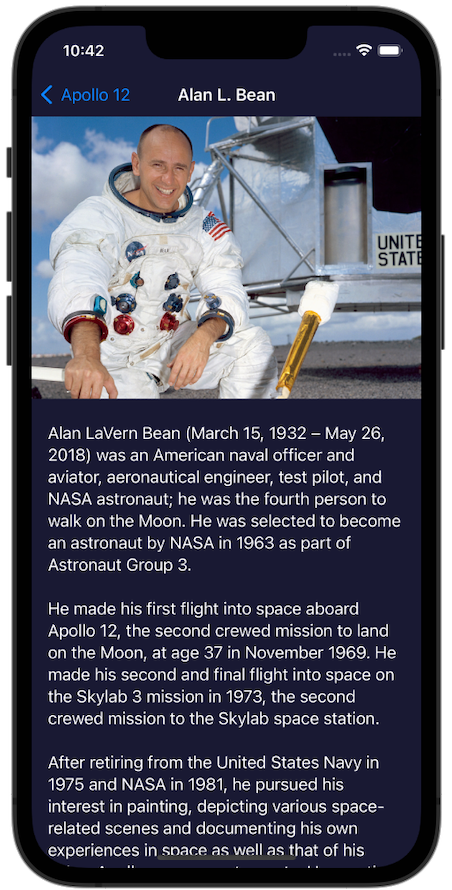 10:42
Apollo 12
Alan L. Bean
UNITE
STATE
Alan LaVern Bean (March 15, 1932 – May 26,
2018) was an American naval officer and
aviator, aeronautical engineer, test pilot, and
NASA astronaut; he was the fourth person to
walk on the Moon. He was selected to become
an astronaut by NASA in 1963 as part of
Astronaut Group 3.
He made his first flight into space aboard
Apollo 12, the second crewed mission to land
on the Moon, at age 37 in November 1969. He
made his second and final flight into space on
the Skylab 3 mission in 1973, the second
crewed mission to the Skylab space station.
After retiring from the United States Navy in
1975 and NASA in 1981, he pursued his
interest in painting, depicting various space-
related scenes and documenting his own
experiences in space as well as that of his